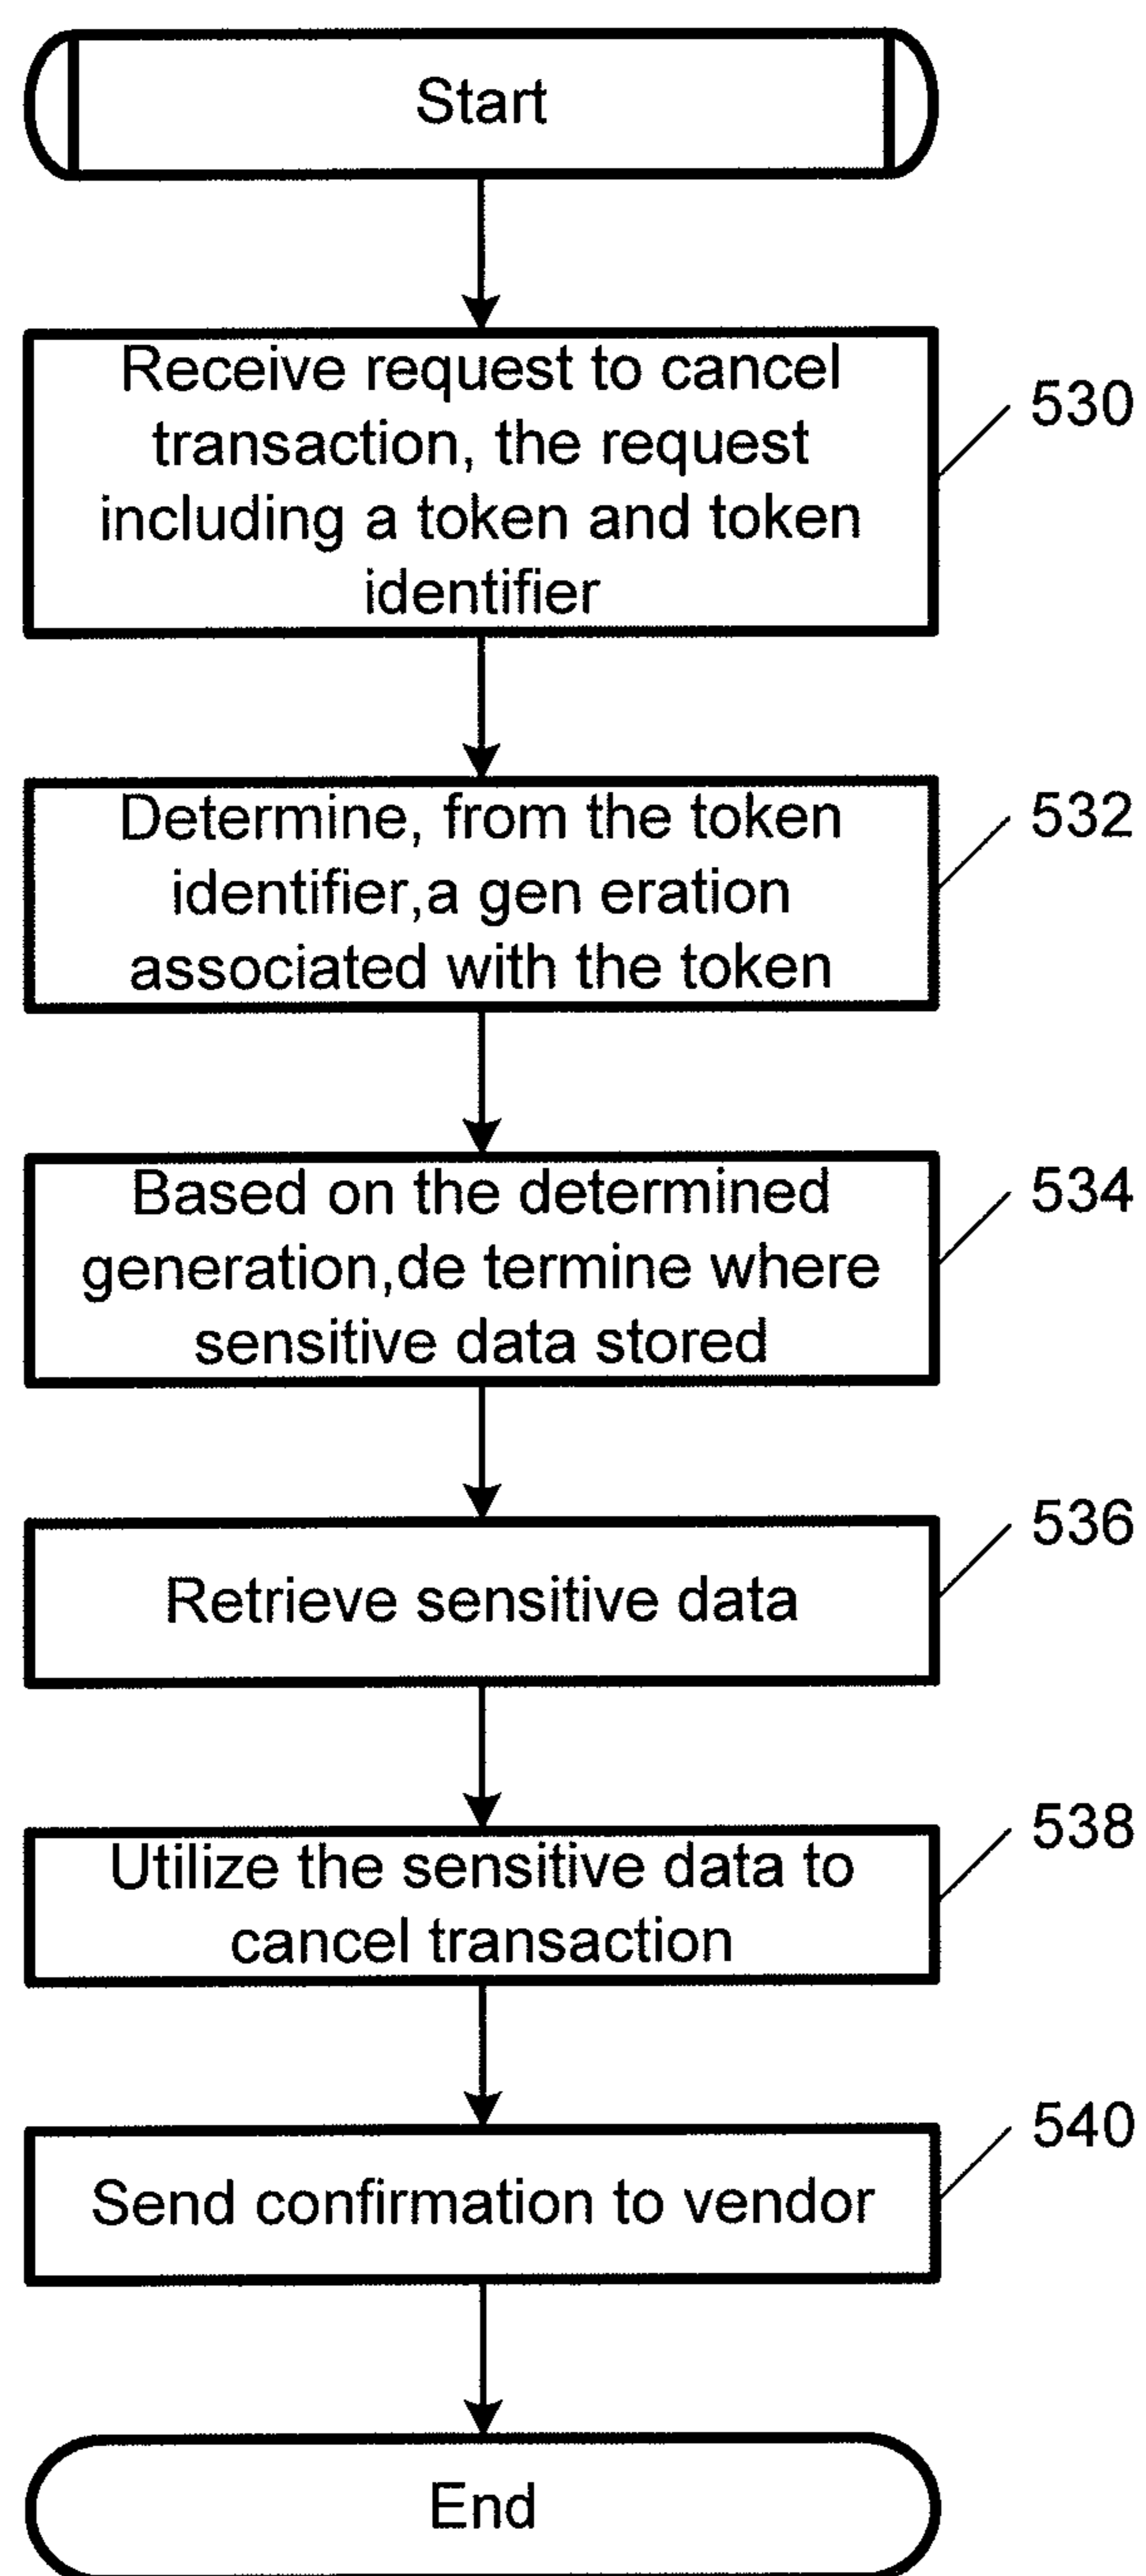 Start
Receive request to cancel
transaction, the request
including a token and token
identifier
530
Determine, from the token
identifier,a gen eration
associated with the token
532
Based on the determined
generation,de termine where
sensitive data stored
534
Retrieve sensitive data
536
Utilize the sensitive data to
cancel transaction
538
Send confirmation to vendor
540
End